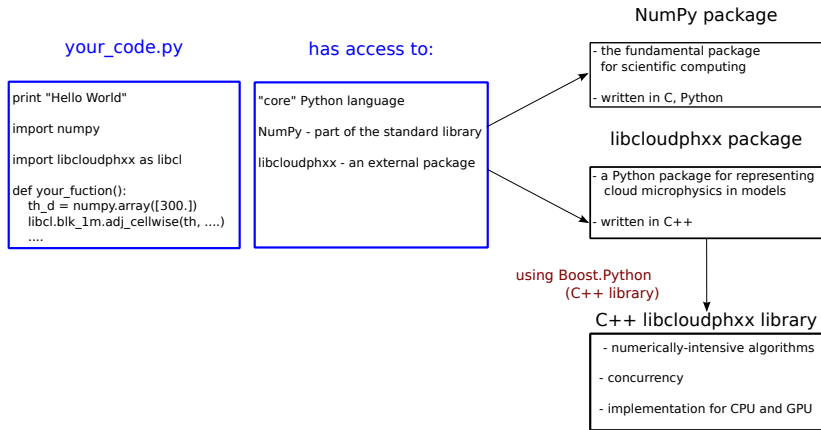 your_code.py
print "Hello World"
import numpy
import libcloudphxx as libcl
def your_fuction():
th_d = numpy.array([300.])
libcl.blk_1m.adj_cellwise(th, ....)
....
has access to:
"core" Python language
NumPy - part of the standard library
libcloudphxx - an external package
NumPy package
- the fundamental package
for scientific computing
- written in C, Python
libcloudphxx package
- a Python package for representing
cloud microphysics in models
- written in C++
using Boost.Python
(C++ library)
C++ libcloudphxx library
- numerically-intensive algorithms
- concurrency
- implementation for CPU and GPU